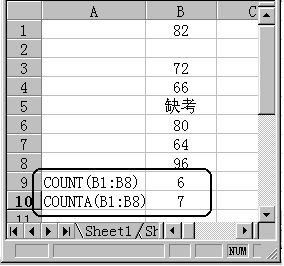 A B C
1 82
2
3 72
4 66
5 缺考
6 80
7 64
8 96
9 COUNT(B1:B8) 6
10 COUNTA(B1:B8) 7
11
Sheet1 Sh
NUM